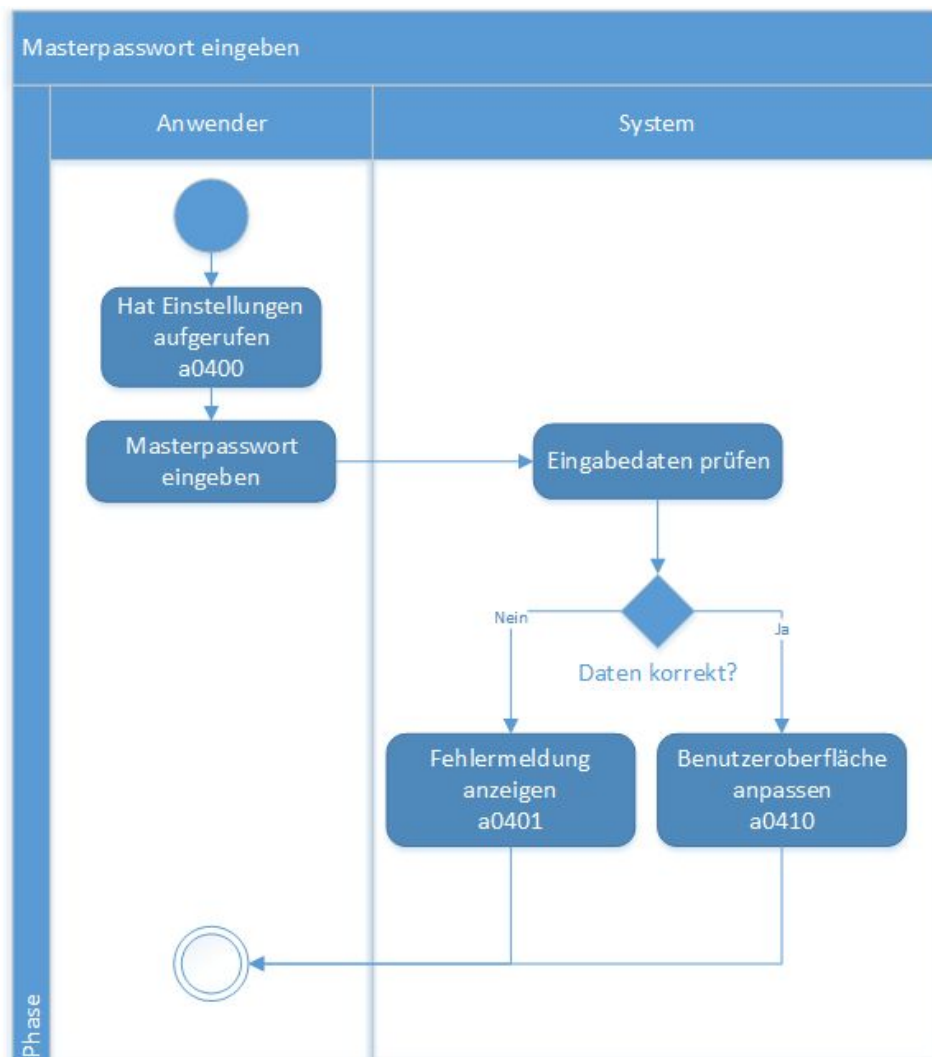 Masterpasswort eingeben
Anwender
System
Hat Einstellungen
aufgerufen
a0400
Masterpasswort
eingeben
Eingabedaten prüfen
Nein
Ja
Daten korrekt?
Fehlermeldung
anzeigen
a0401
Benutzeroberfläche
anpassen
a0410
Phase